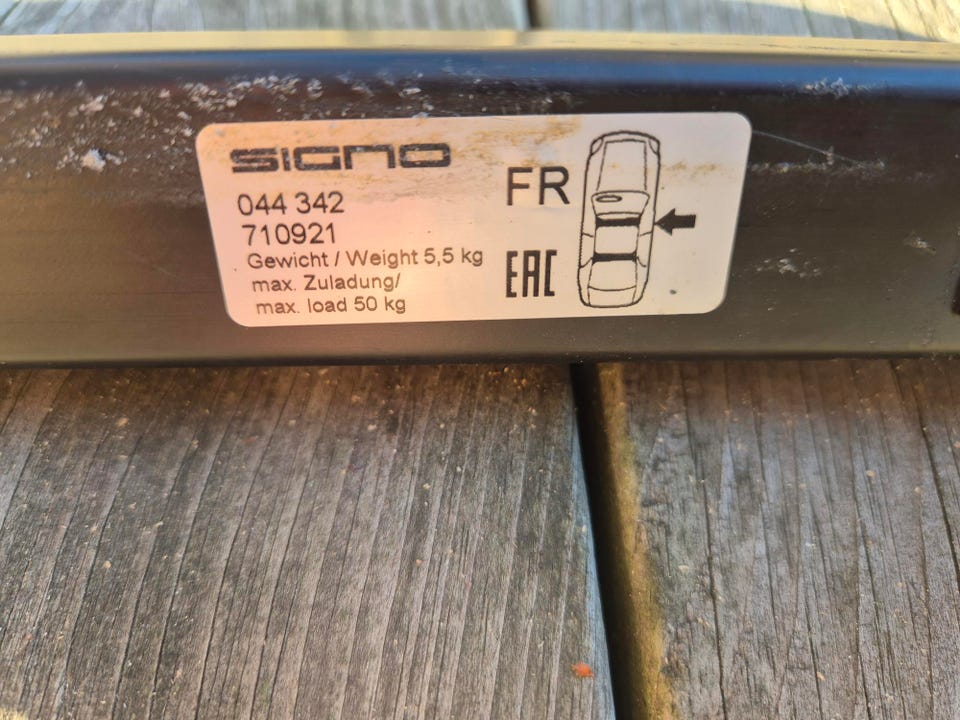 SIGNO
044 342
710921
Gewicht / Weight 5,5 kg
max. Zuladung/
max. load 50 kg
FR
EAC